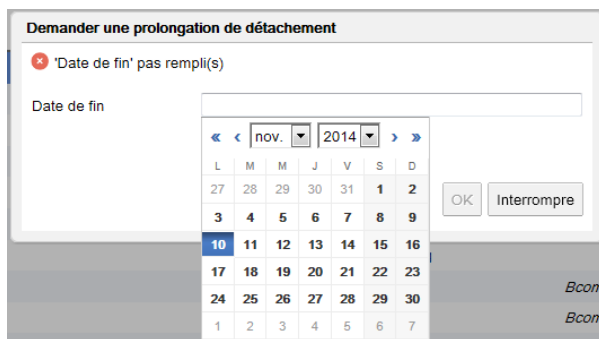 Demander une prolongation de détachement
'Date de fin' pas rempli(s)
Date de fin
« ‹ nov. 2014 › »
L M M J V S D
27 28 29 30 31 1 2
3 4 5 6 7 8 9
10 11 12 13 14 15 16
17 18 19 20 21 22 23
24 25 26 27 28 29 30
1 2 3 4 5 6 7
OK Interrompre